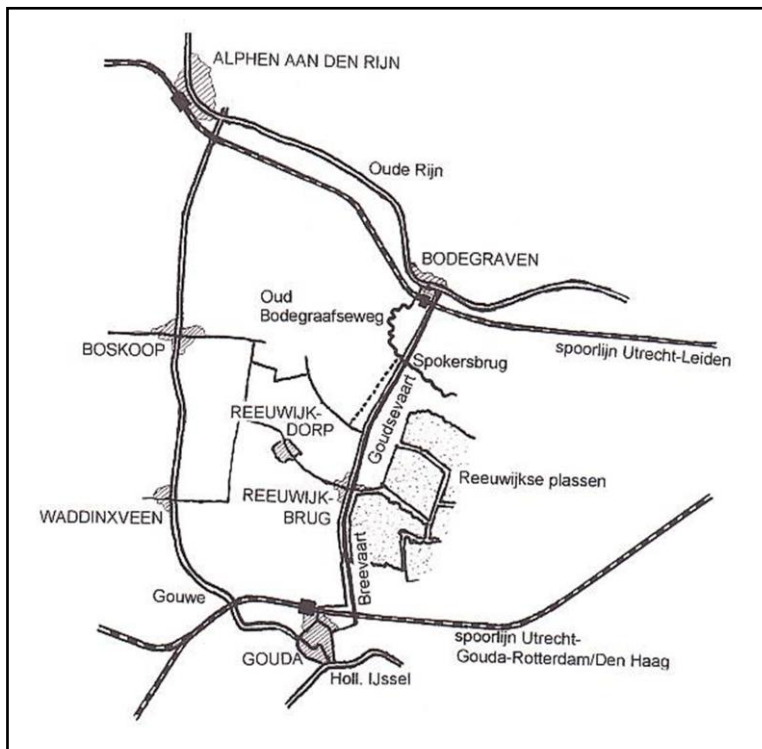 ALPHEN AAN DEN RIJN
Oude Rijn
BODEGRAVEN
Oud
Bodegraafseweg
BOSKOOP
Spokersbrug
spoorlijn Utrecht-Leiden
Goudsevaart
REEUWIJK-
DORP
Reeuwijkse plassen
REEUWIJK-
BRUG
WADDINXVEEN
Breevaart
Gouwe
spoorlijn Utrecht-
Gouda-Rotterdam/Den Haag
GOUDA
Holl. IJssel